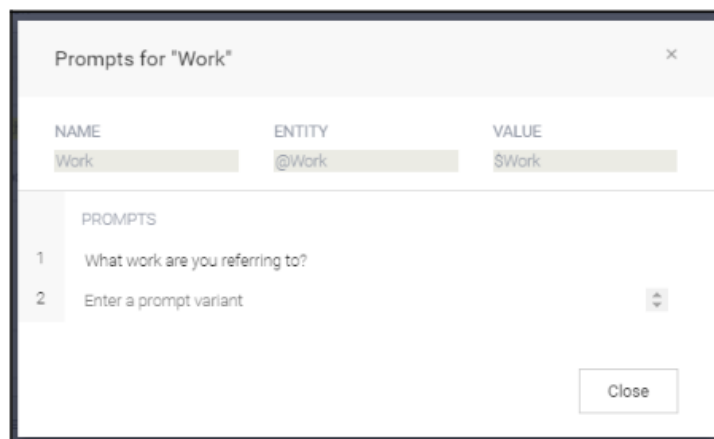 Prompts for "Work"
×
NAME ENTITY VALUE
Work @Work $Work
PROMPTS
1 What work are you referring to?
2 Enter a prompt variant
Close